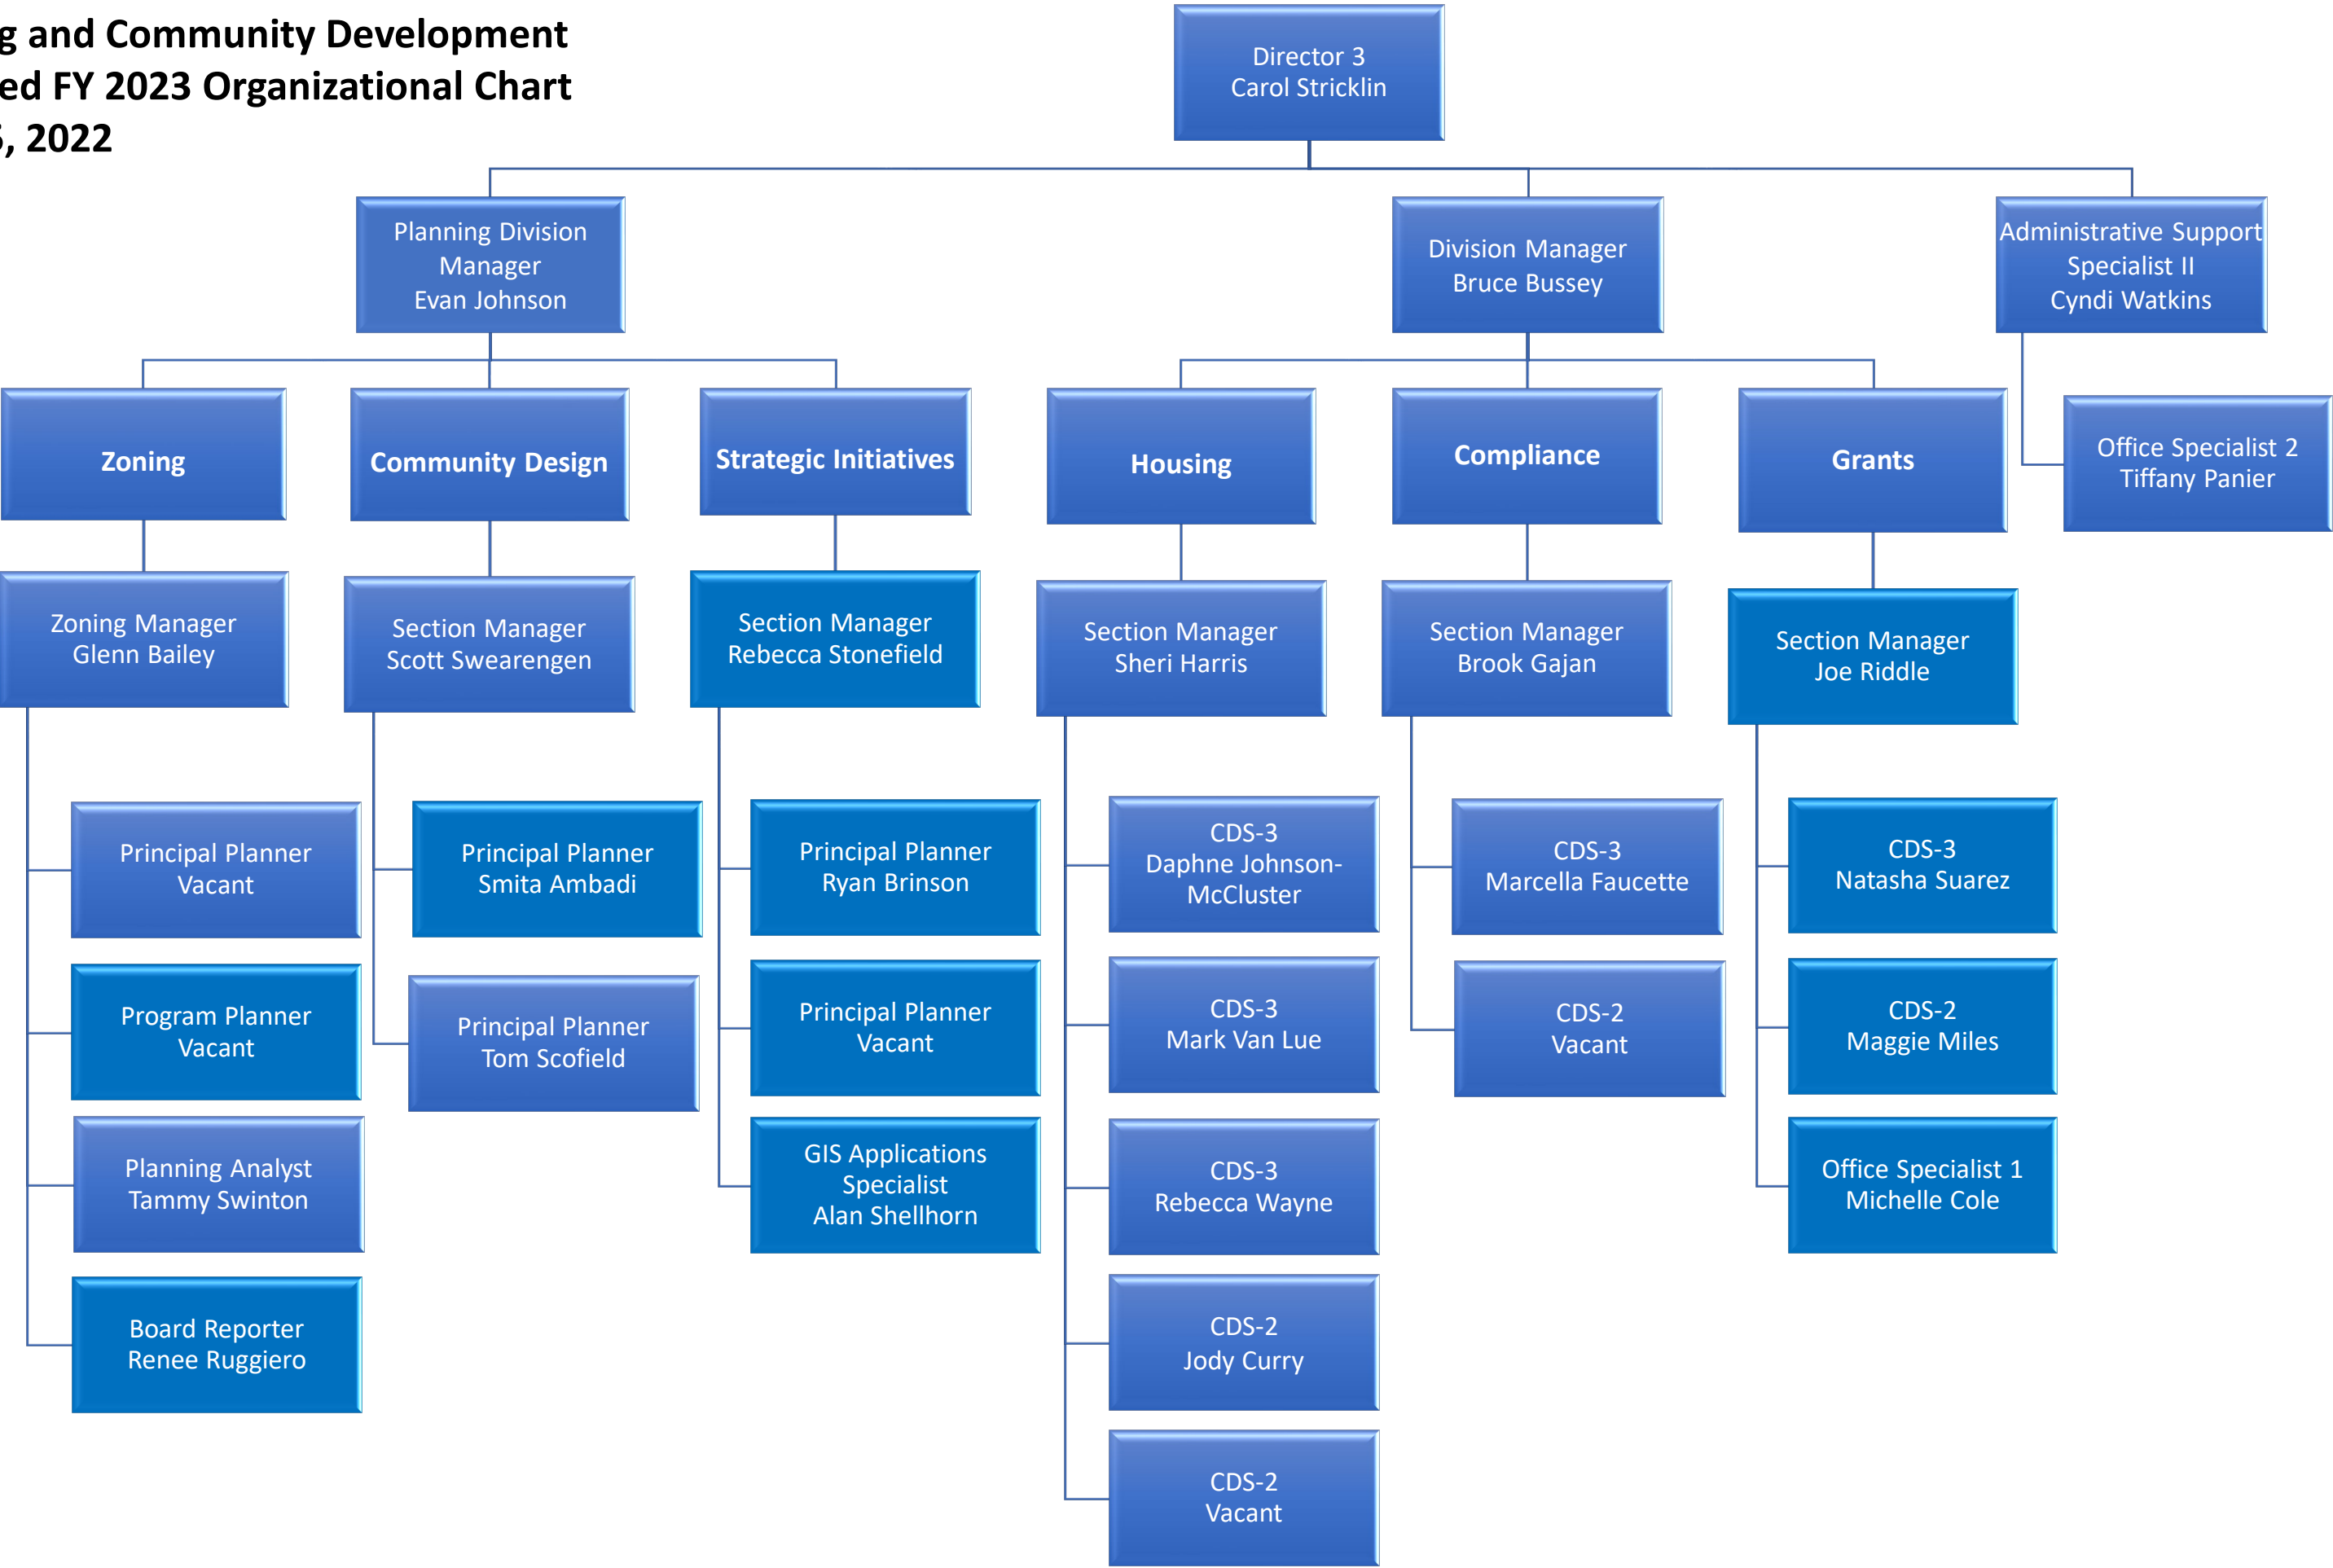 and Community Development
FY 2023 Organizational Chart
2022
Director 3
Carol Stricklin
Planning Division
Manager
Evan Johnson
Division Manager
Bruce Bussey
Administrative Support
Specialist II
Cyndi Watkins
Zoning
Community Design
Strategic Initiatives
Housing
Compliance
Grants
Office Specialist 2
Tiffany Panier
Zoning Manager
Glenn Bailey
Section Manager
Scott Swearengen
Section Manager
Rebecca Stonefield
Section Manager
Sheri Harris
Section Manager
Brook Gajan
Section Manager
Joe Riddle
Principal Planner
Vacant
Program Planner
Vacant
Planning Analyst
Tammy Swinton
Board Reporter
Renee Ruggiero
Principal Planner
Smita Ambadi
Principal Planner
Tom Scofield
Principal Planner
Ryan Brinson
Principal Planner
Vacant
GIS Applications
Specialist
Alan Shellhorn
CDS-3
Daphne Johnson-
McCluster
CDS-3
Mark Van Lue
CDS-3
Rebecca Wayne
CDS-2
Jody Curry
CDS-2
Vacant
CDS-3
Marcella Faucette
CDS-2
Vacant
CDS-3
Natasha Suarez
CDS-2
Maggie Miles
Office Specialist 1
Michelle Cole